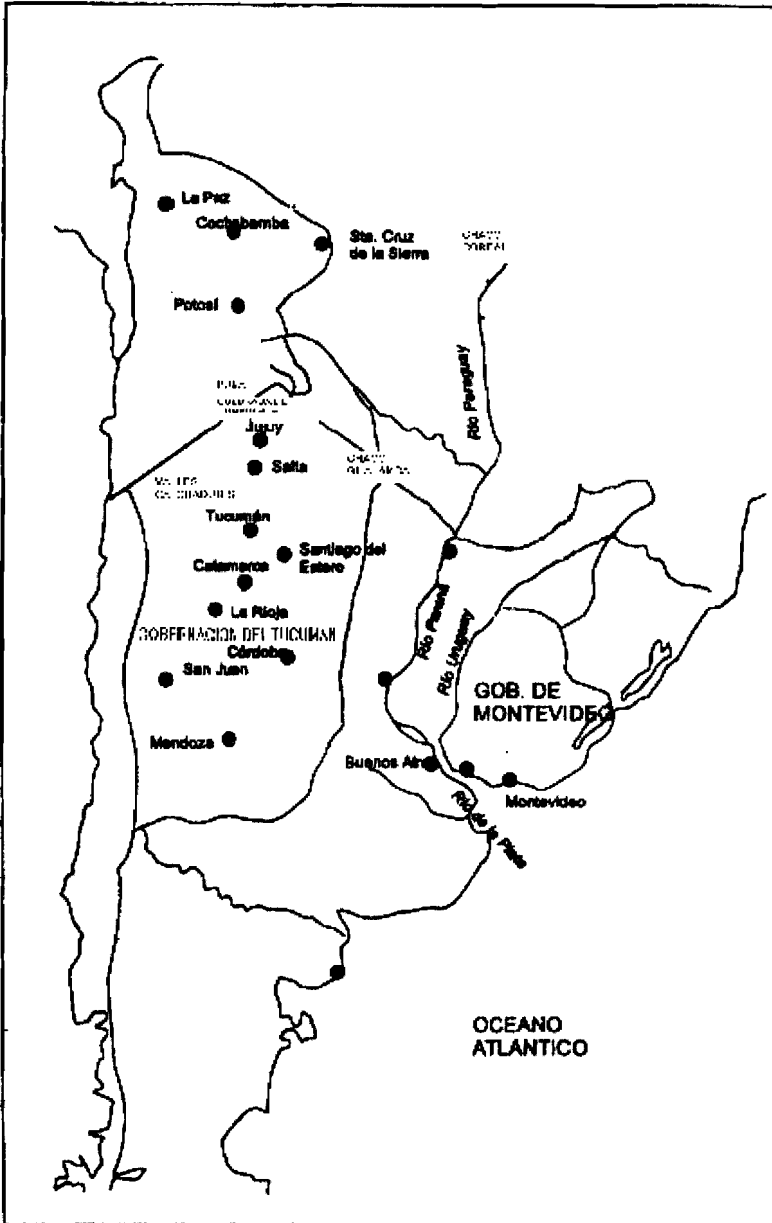 La Paz
Cochabamba
Sta. Cruz
de la Sierra
Potosí
Río Paraguay
Jujuy
Salta
VALLES
Tucumán
Santiago del
Estero
Catamarca
La Rioja
GOBERNACION DEL TUCUMAN
Córdoba
San Juan
Río Paraná
Río Uruguay
GOB. DE
MONTEVIDEO
Mendoza
Buenos Air
Montevideo
Río de la Plata
OCEANO
ATLANTICO